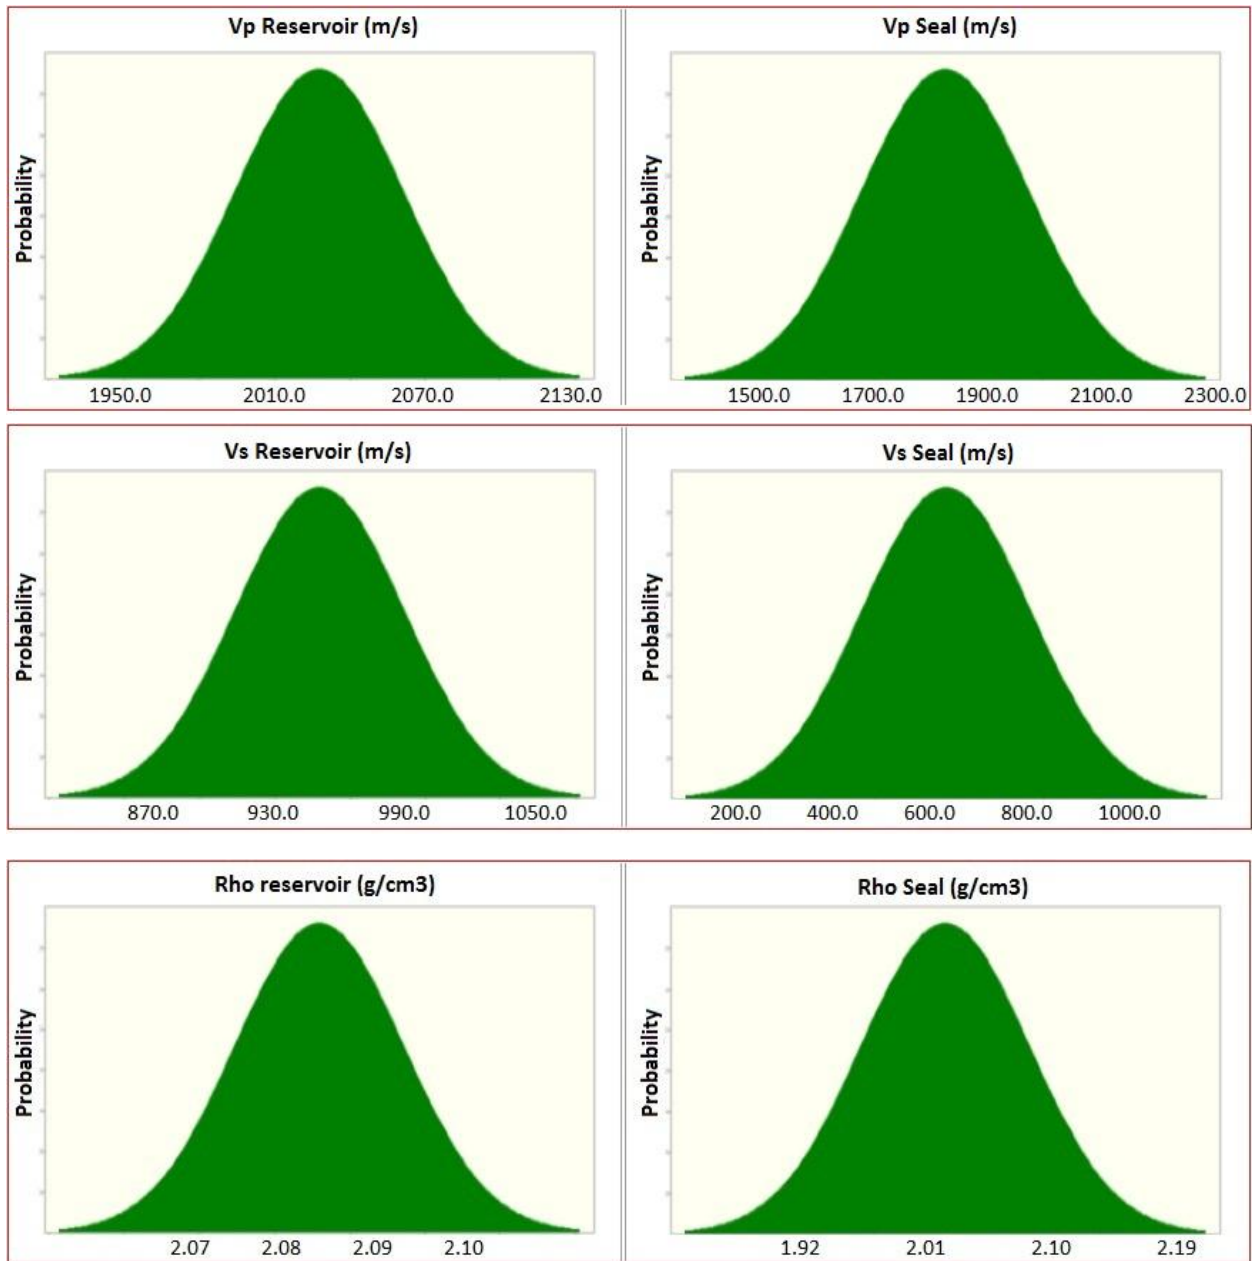 Vp Reservoir (m/s)
Probability
1950.0 2010.0 2070.0 2130.0
Vp Seal (m/s)
Probability
1500.0 1700.0 1900.0 2100.0 2300.0
Vs Reservoir (m/s)
Probability
870.0 930.0 990.0 1050.0
Vs Seal (m/s)
Probability
200.0 400.0 600.0 800.0 1000.0
Rho reservoir (g/cm3)
Probability
2.07 2.08 2.09 2.10
Rho Seal (g/cm3)
Probability
1.92 2.01 2.10 2.19